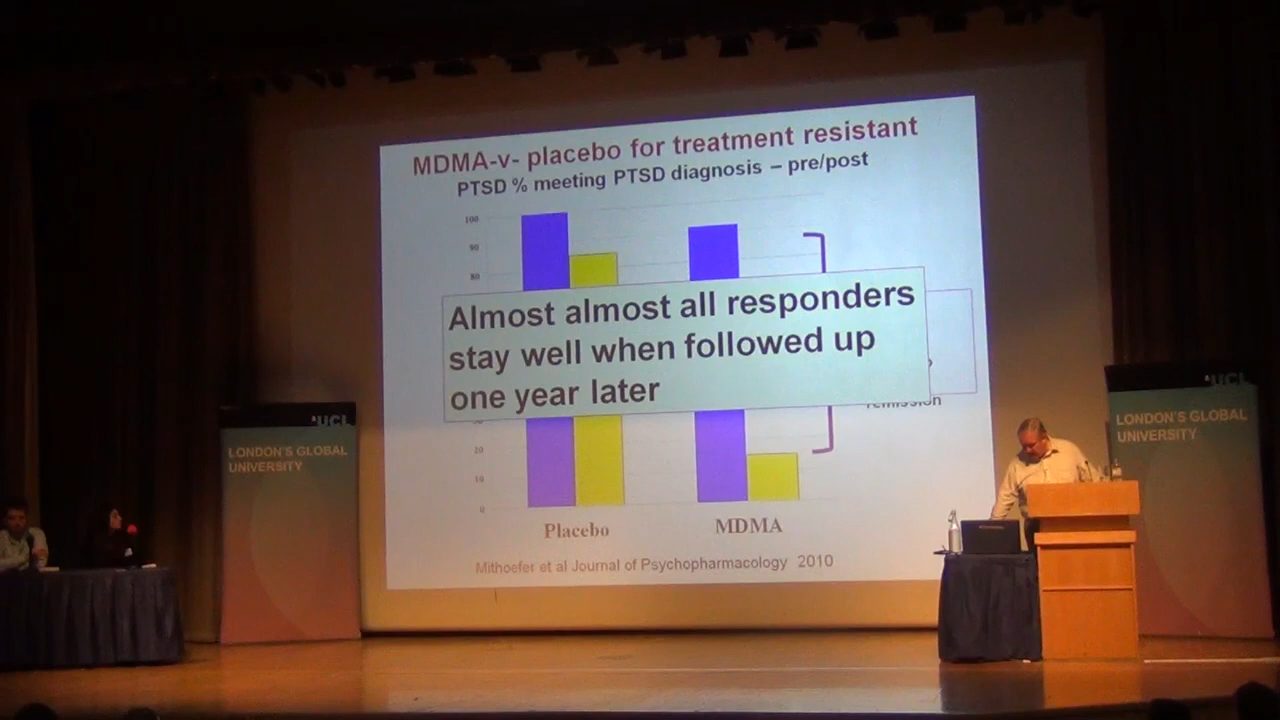 MDMA-v- placebo for treatment resistant
PTSD % meeting PTSD diagnosis – pre/post
100
90
80
Almost almost all responders
stay well when followed up
one year later
remission
20
10
0
Placebo
MDMA
Mithoefer et al Journal of Psychopharmacology 2010
UCL
LONDON'S GLOBAL
UNIVERSITY
UCL
LONDON'S GLOBAL
UNIVERSITY